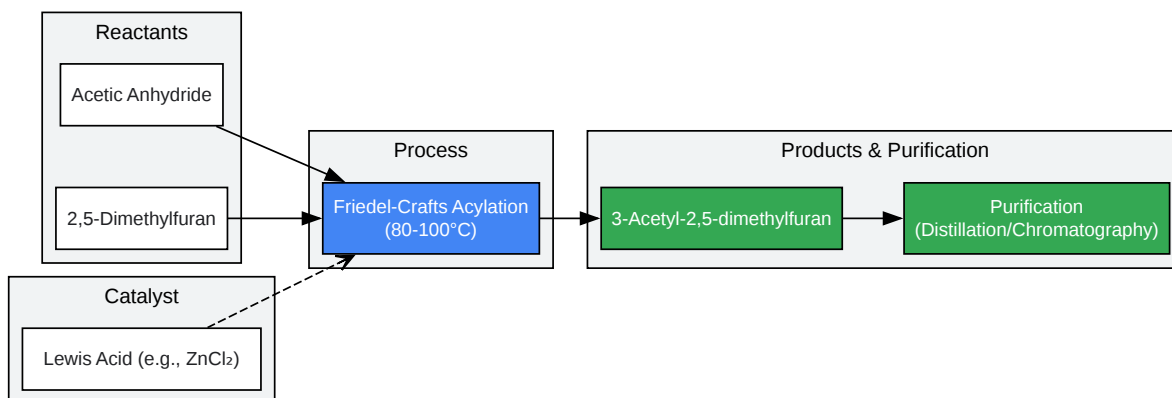 Reactants
Acetic Anhydride
2,5-Dimethylfuran
Catalyst
Lewis Acid (e.g., ZnCl₂)
Process
Friedel-Crafts Acylation
(80-100°C)
Products & Purification
3-Acetyl-2,5-dimethylfuran
Purification
(Distillation/Chromatography)